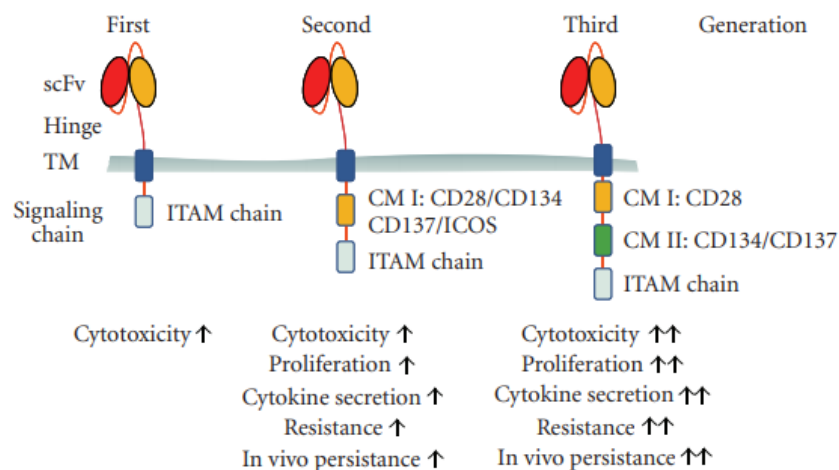 First Second Third Generation
scFv
Hinge
TM
Signaling
chain
ITAM chain
CM I: CD28/CD134
CD137/ICOS
ITAM chain
CM I: CD28
CM II: CD134/CD137
ITAM chain
Cytotoxicity ↑ Cytotoxicity ↑ Cytotoxicity ↑↑
Proliferation ↑ Proliferation ↑↑
Cytokine secretion ↑ Cytokine secretion ↑↑
Resistance ↑ Resistance ↑↑
In vivo persistance ↑ In vivo persistance ↑↑